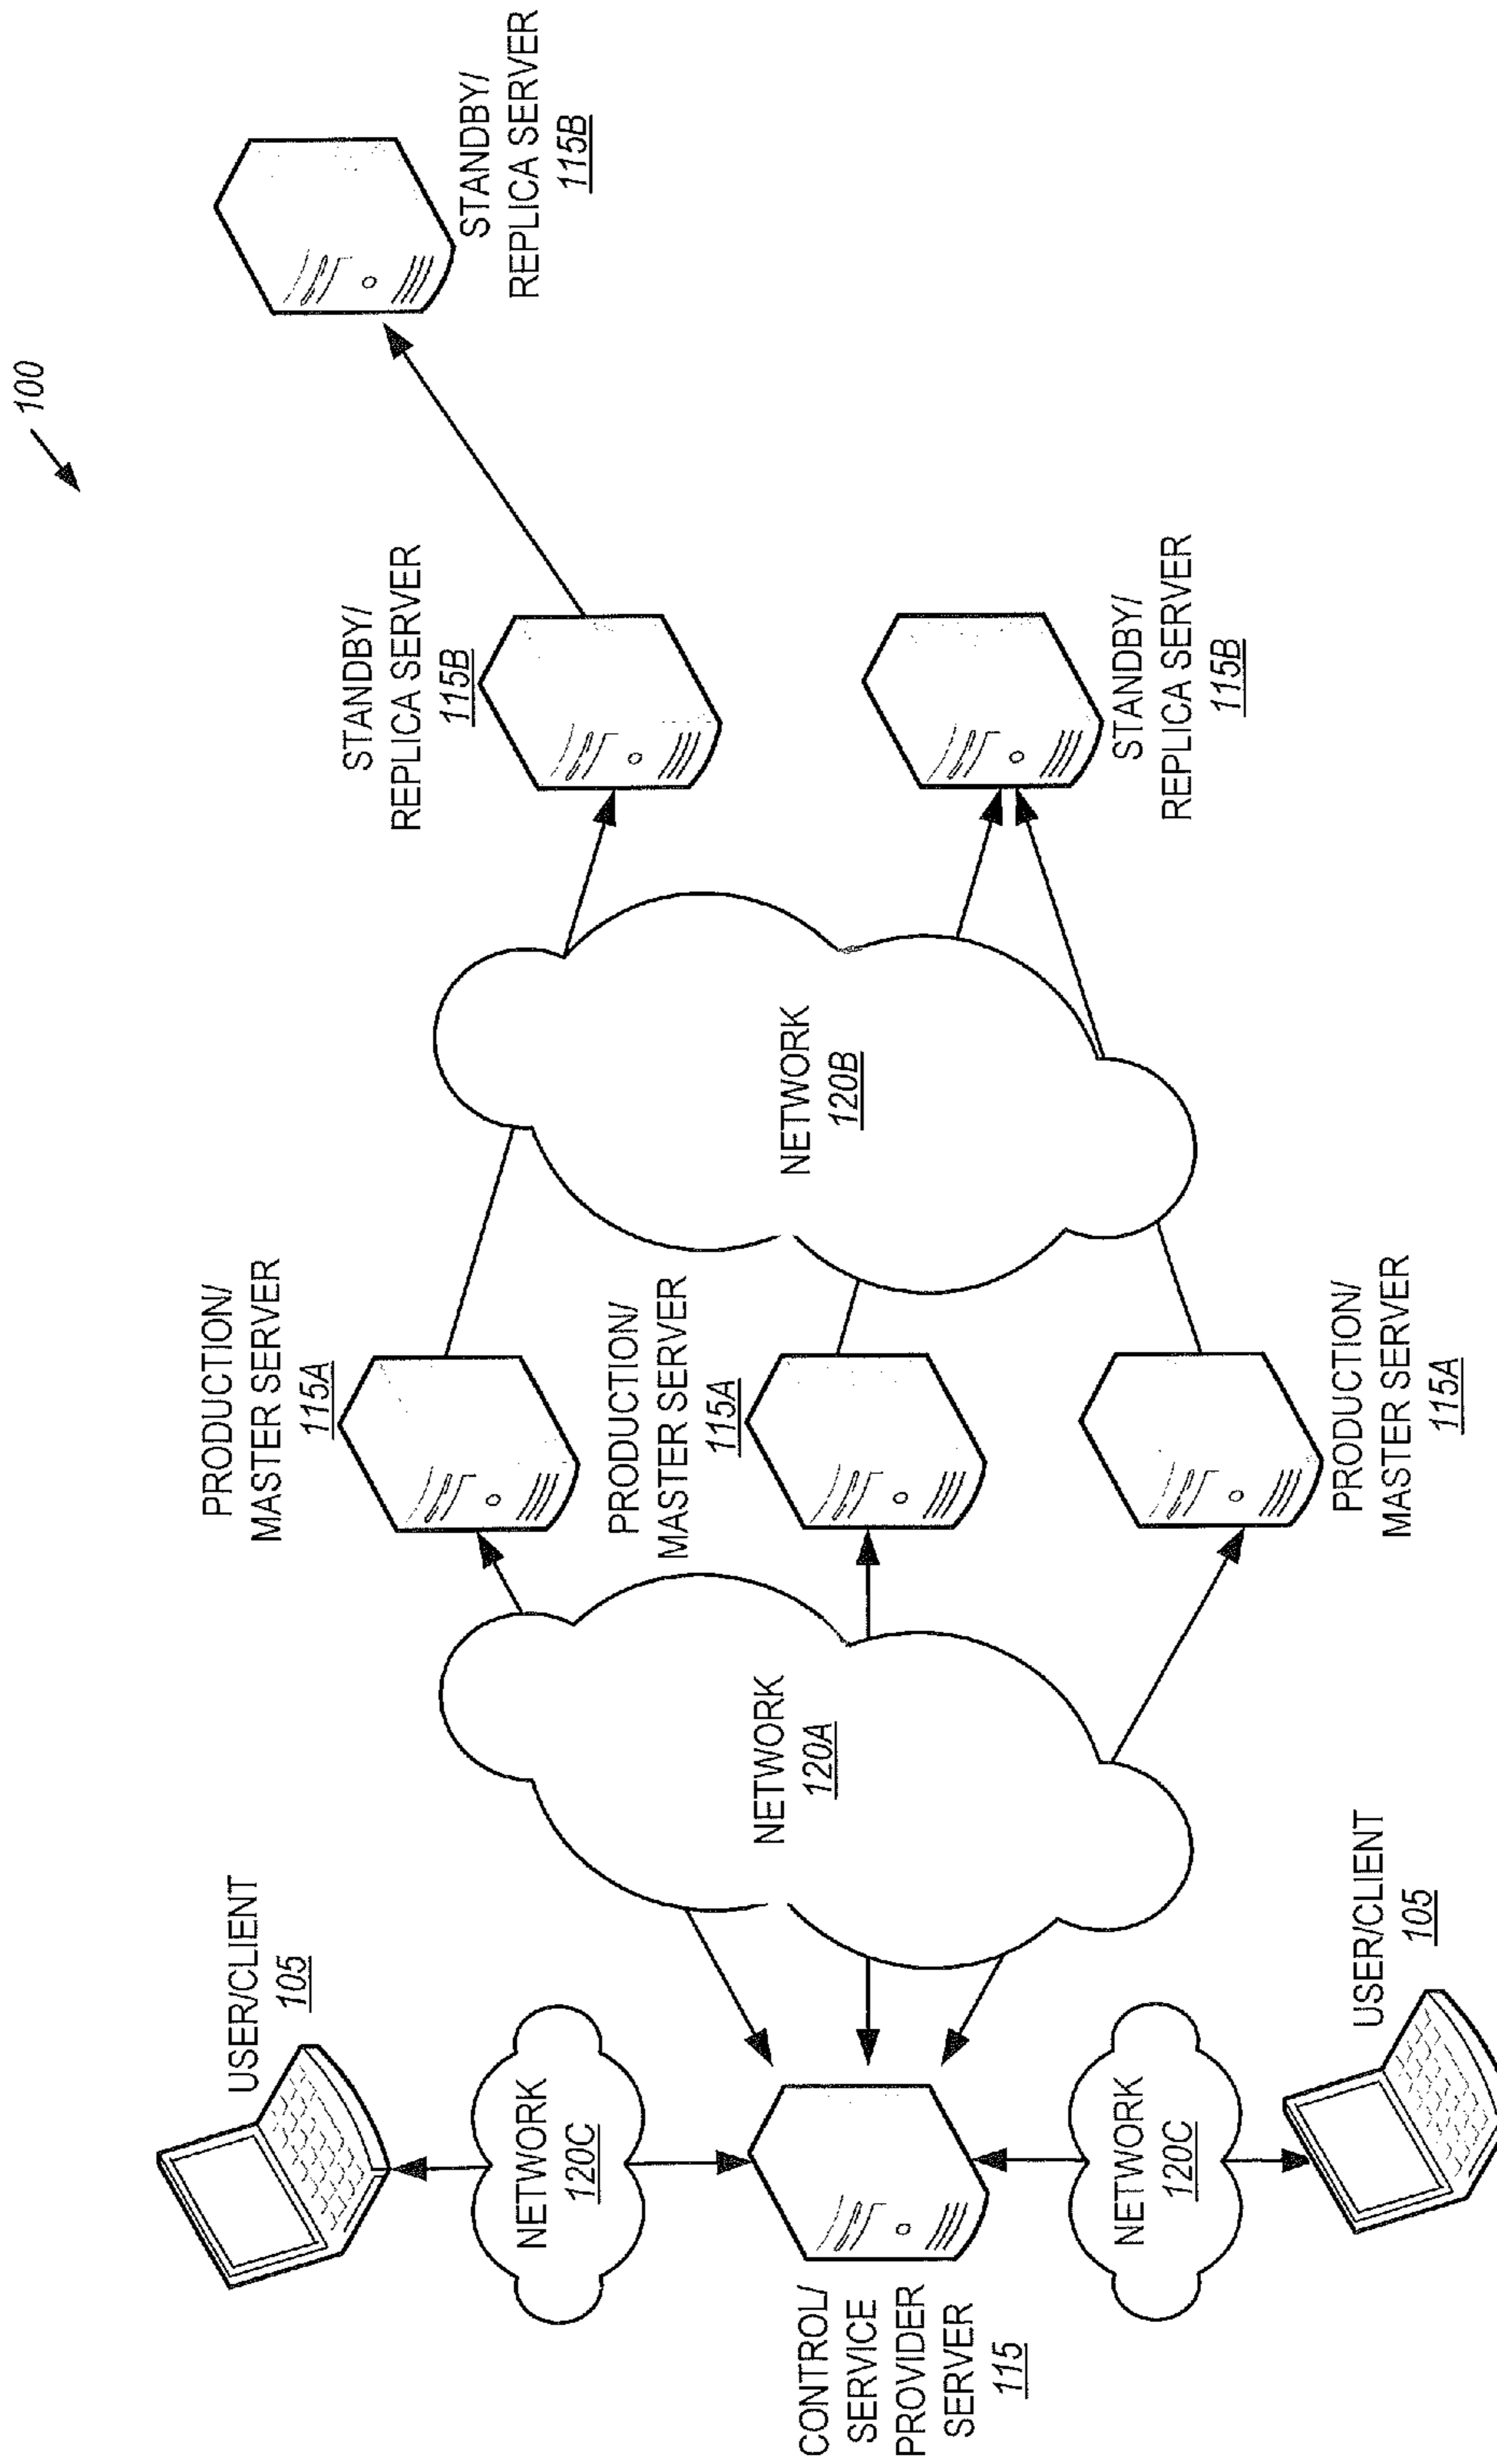 100
USER/CLIENT
105
NETWORK
120C
CONTROL/
SERVICE
PROVIDER
SERVER
115
NETWORK
120C
USER/CLIENT
105
NETWORK
120A
PRODUCTION/
MASTER SERVER
115A
PRODUCTION/
MASTER SERVER
115A
PRODUCTION/
MASTER SERVER
115A
NETWORK
120B
STANDBY/
REPLICA SERVER
115B
STANDBY/
REPLICA SERVER
115B
STANDBY/
REPLICA SERVER
115B